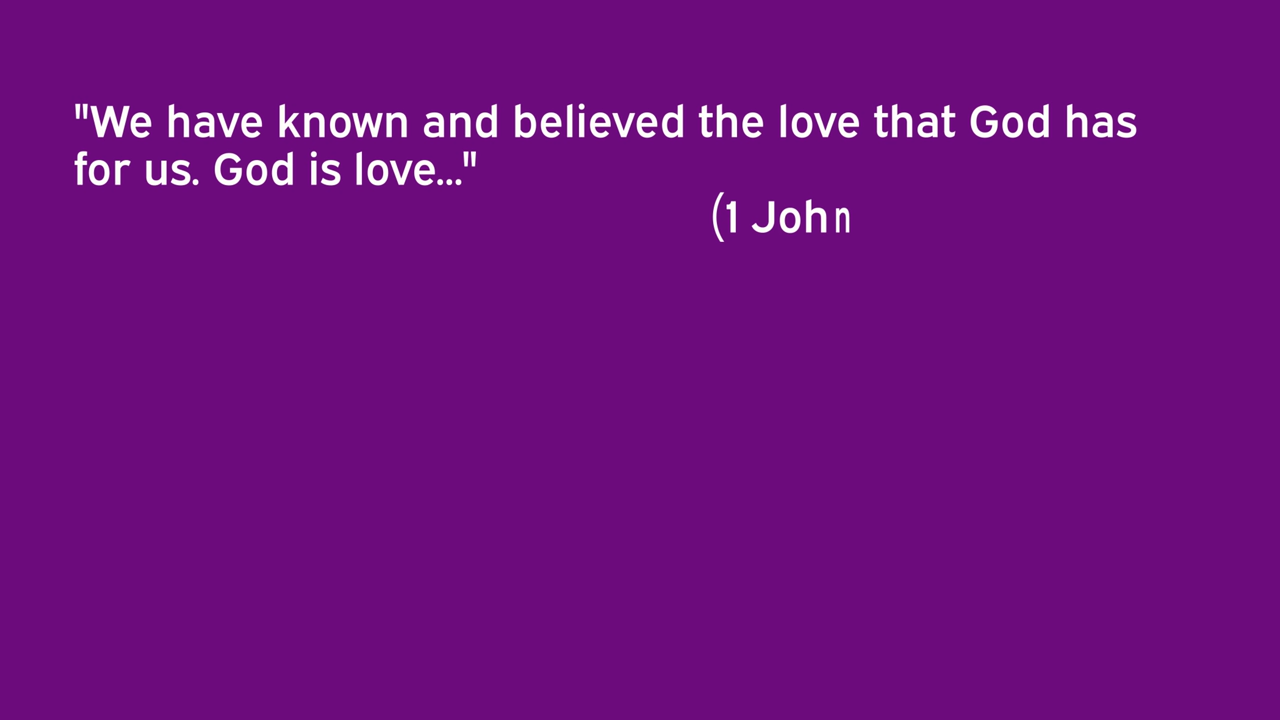 "We have known and believed the love that God has
for us. God is love..."
(1 John